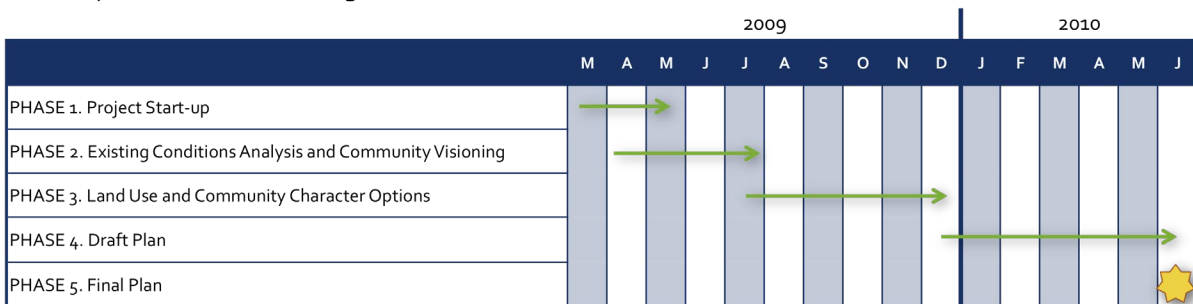 2009 2010
M A M J J A S O N D J F M A M J
PHASE 1. Project Start-up
PHASE 2. Existing Conditions Analysis and Community Visioning
PHASE 3. Land Use and Community Character Options
PHASE 4. Draft Plan
PHASE 5. Final Plan